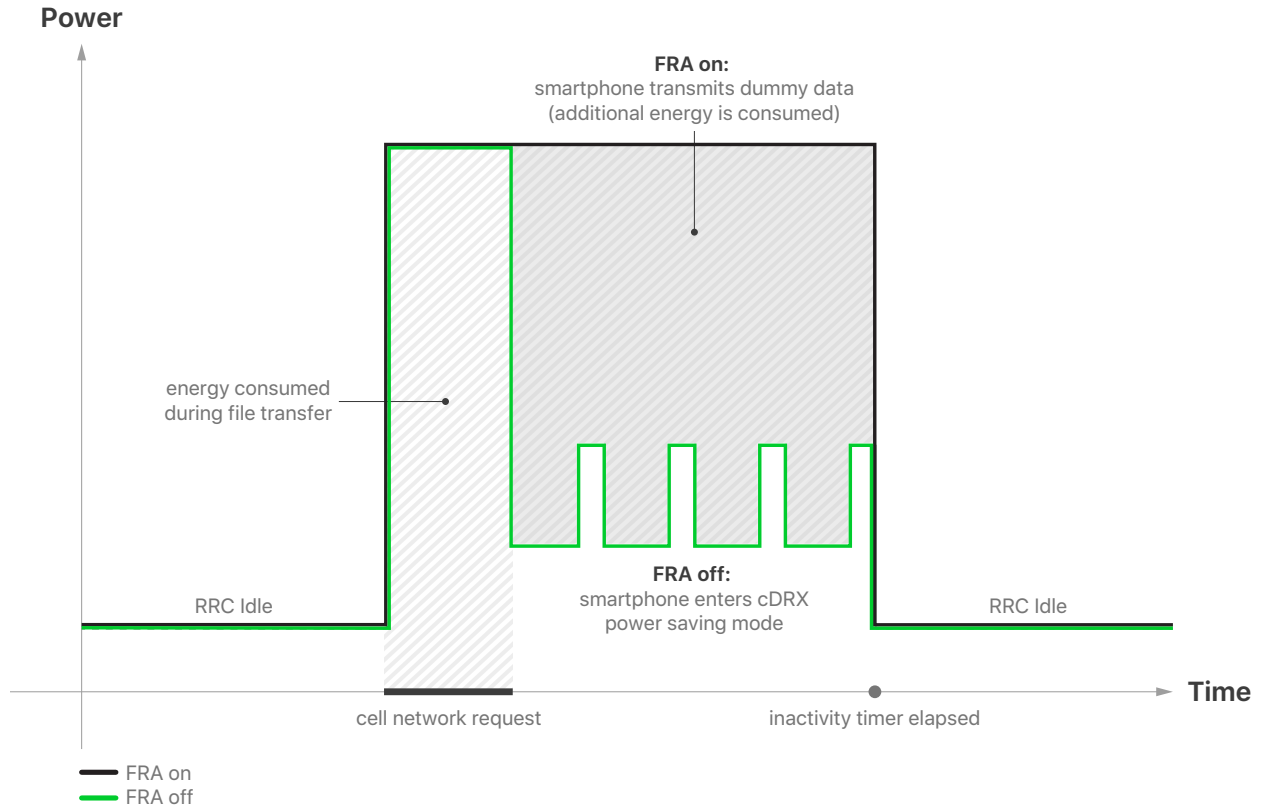 Power
FRA on:
smartphone transmits dummy data
(additional energy is consumed)
energy consumed
during file transfer
FRA off:
smartphone enters cDRX
power saving mode
RRC Idle
RRC Idle
Time
cell network request
inactivity timer elapsed
FRA on
FRA off